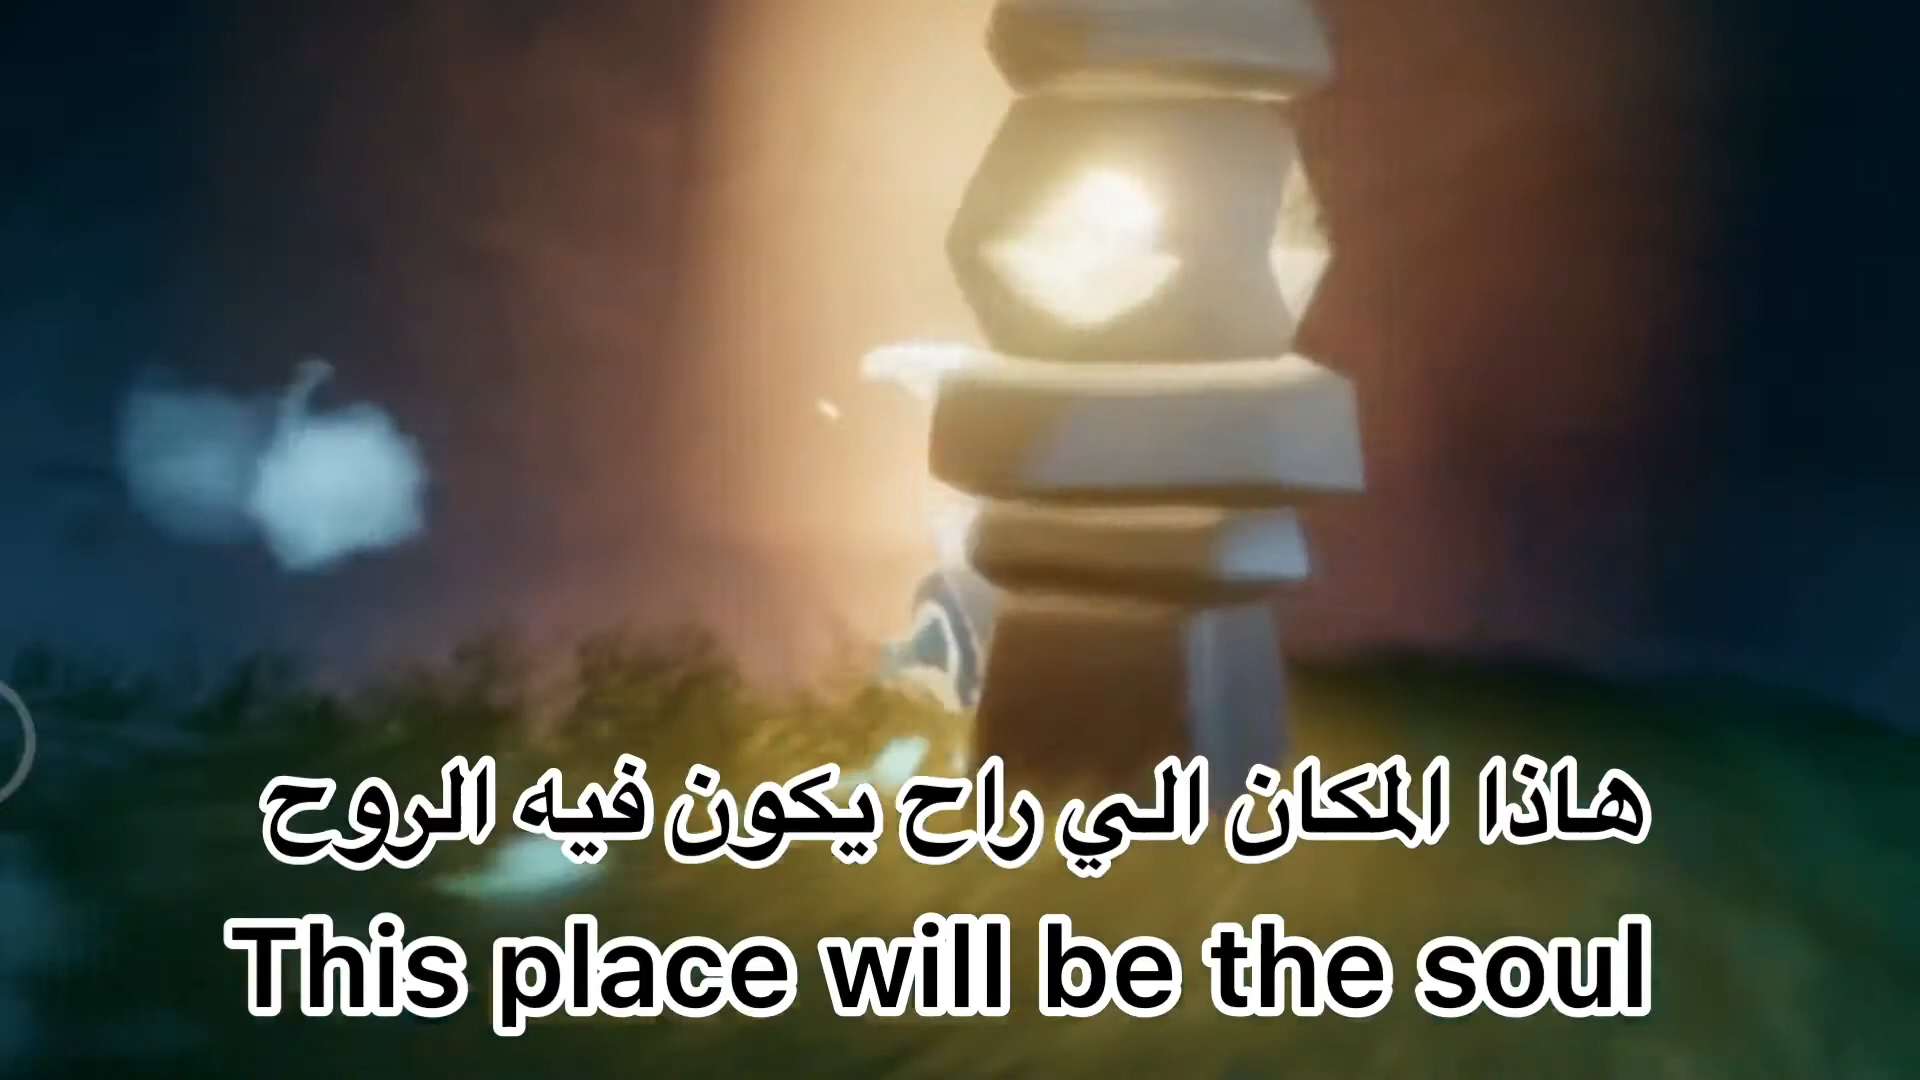 هاذا المكان الي راح يكون فيه الروح
This place will be the soul